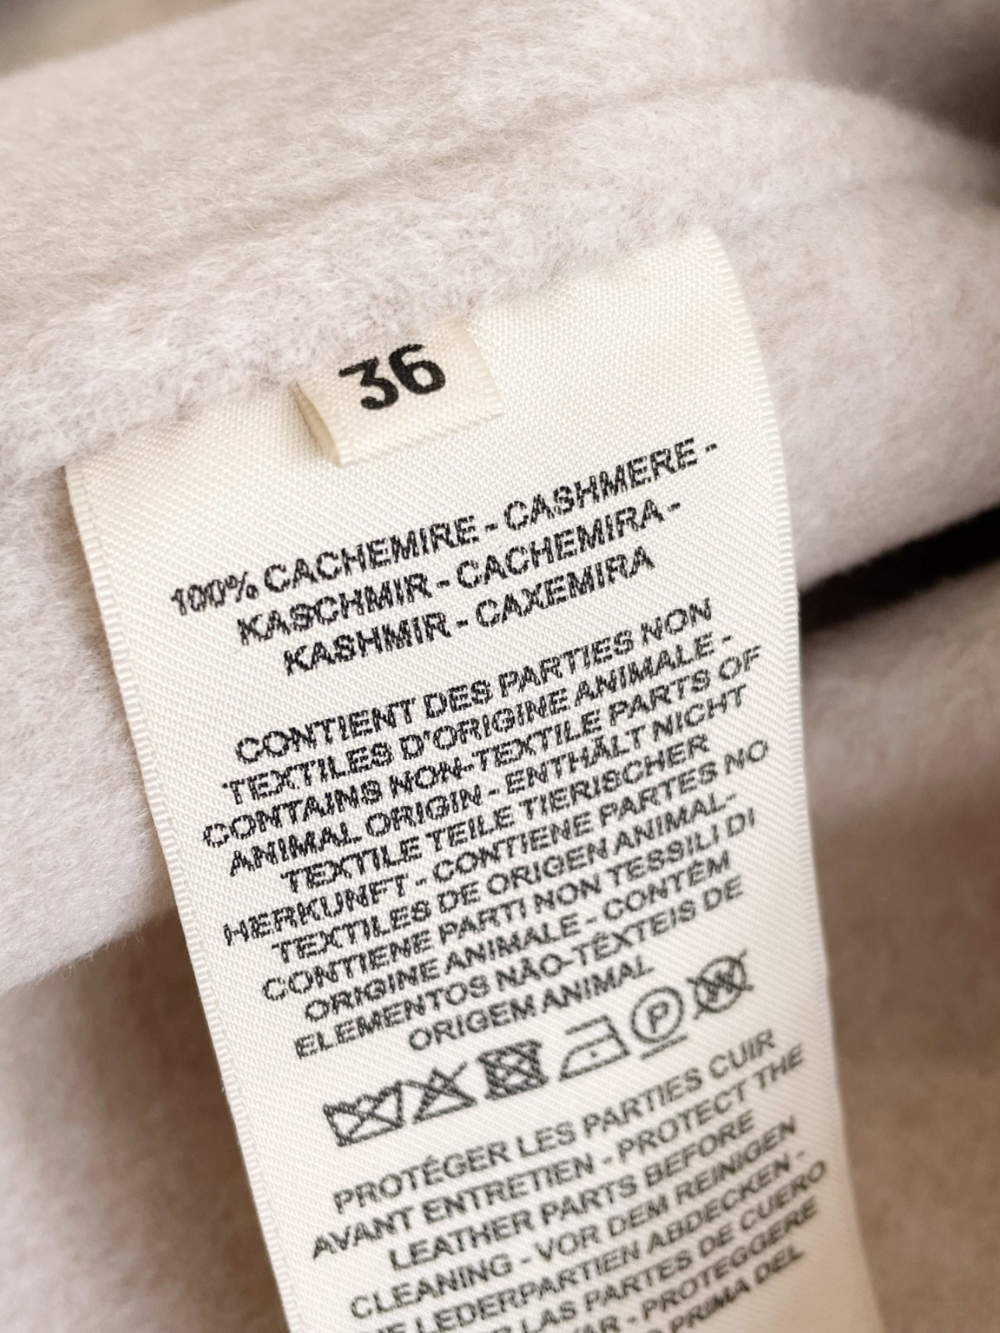 36
100% CACHEMIRE - CASHMERE -
KASCHMIR - CACHEMIRA -
KASHMIR - CAXEMIRA
CONTIENT DES PARTIES NON
TEXTILES D'ORIGINE ANIMALE -
CONTAINS NON-TEXTILE PARTS OF
ANIMAL ORIGIN - ENTHÄLT NICHT
TEXTILE TEILE TIERISCHER
HERKUNFT - CONTIENE PARTES NO
TEXTILES DE ORIGEN ANIMAL-
CONTIENE PARTI NON TESSILI DI
ORIGINE ANIMALE - CONTÉM
ELEMENTOS NÃO-TÊXTEIS DE
ORIGEM ANIMAL
P W
PROTÉGER LES PARTIES CUIR
AVANT ENTRETIEN - PROTECT THE
LEATHER PARTS BEFORE
CLEANING - VOR DEM REINIGEN
LEDERPARTIEN ABDECKEN -
LAS PARTES DE CUERO
- PROTEGGERE
PRIMA DEL